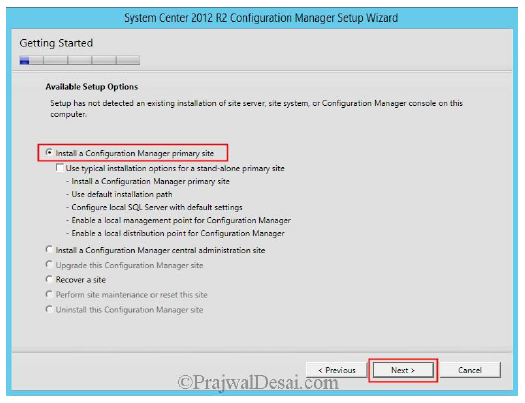 System Center 2012 R2 Configuration Manager Setup Wizard
Getting Started
Available Setup Options
Setup has not detected an existing installation of site server, site system, or Configuration Manager console on this
computer.
Install a Configuration Manager primary site
Use typical installation options for a stand-alone primary site
- Install a Configuration Manager primary site
- Use default installation path
- Configure local SQL Server with default settings
- Enable a local management point for Configuration Manager
- Enable a local distribution point for Configuration Manager
Install a Configuration Manager central administration site
Upgrade this Configuration Manager site
Recover a site
Perform site maintenance or reset this site
Uninstall this Configuration Manager site
< Previous
Next >
Cancel
©PrajwalDesai.com